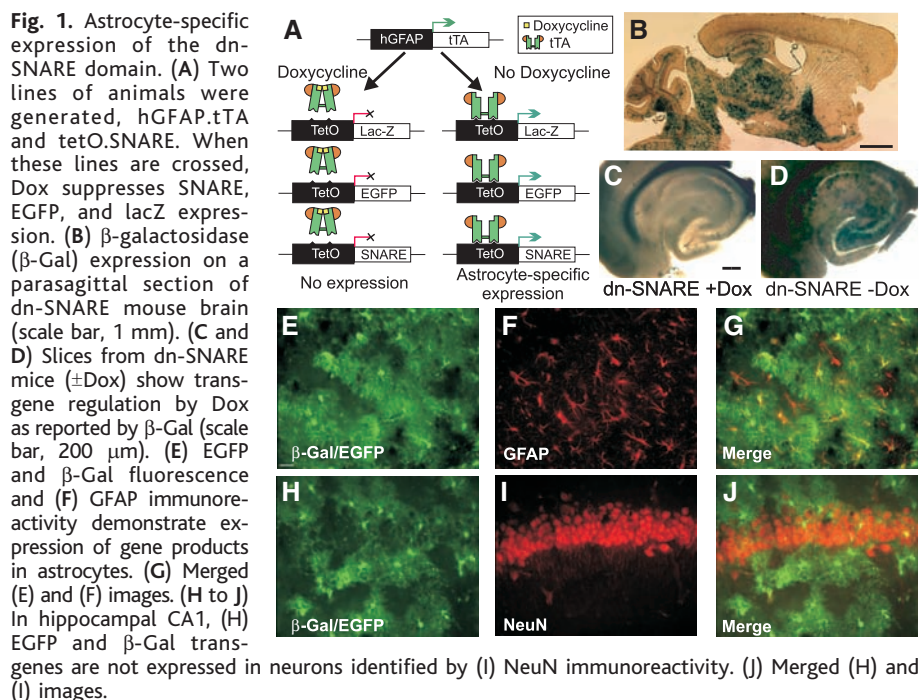 Fig. 1. Astrocyte-specific
expression of the dn-
SNARE domain. (A) Two
lines of animals were
generated, hGFAP.tTA
and tetO.SNARE. When
these lines are crossed,
Dox suppresses SNARE,
EGFP, and lacZ expres-
sion. (B) β-galactosidase
(β-Gal) expression on a
parasagittal section of
dn-SNARE mouse brain
(scale bar, 1 mm). (C and
D) Slices from dn-SNARE
mice (±Dox) show trans-
gene regulation by Dox
as reported by β-Gal (scale
bar, 200 μm). (E) EGFP
and β-Gal fluorescence
and (F) GFAP immunore-
activity demonstrate ex-
pression of gene products
in astrocytes. (G) Merged
(E) and (F) images. (H to J)
In hippocampal CA1, (H)
EGFP and β-Gal trans-
genes are not expressed in neurons identified by (I) NeuN immunoreactivity. (J) Merged (H) and
(I) images.
A
hGFAP tTA
Doxycycline
tTA
Doxycycline
No Doxycycline
TetO Lac-Z
TetO Lac-Z
TetO EGFP
TetO EGFP
TetO SNARE
TetO SNARE
No expression
Astrocyte-specific
expression
B
C
dn-SNARE +Dox
D
dn-SNARE -Dox
E
β-Gal/EGFP
F
GFAP
G
Merge
H
β-Gal/EGFP
I
NeuN
J
Merge